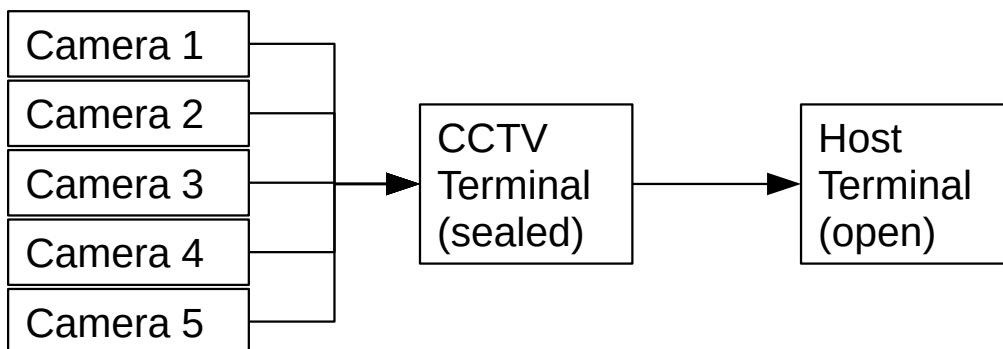 Camera 1
Camera 2
Camera 3
Camera 4
Camera 5
CCTV
Terminal
(sealed)
Host
Terminal
(open)